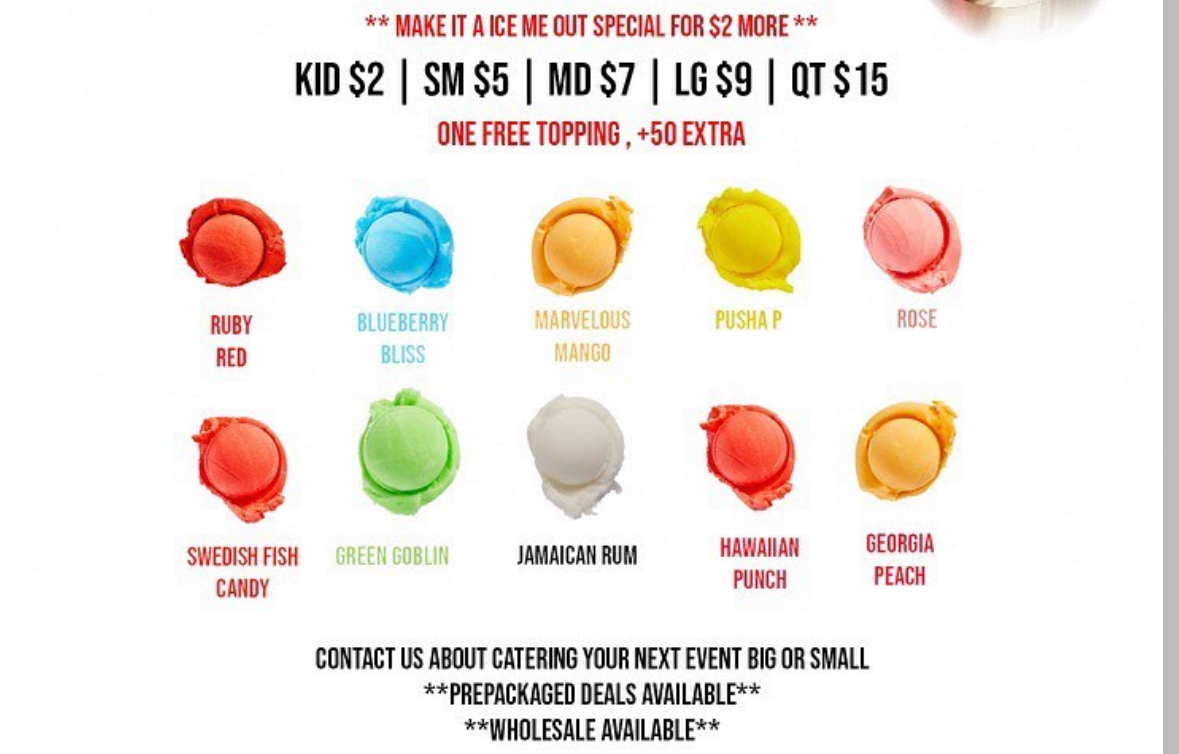 ** MAKE IT A ICE ME OUT SPECIAL FOR $2 MORE **
KID $2 | SM $5 | MD $7 | LG $9 | QT $15
ONE FREE TOPPING , +50 EXTRA
RUBY
RED
BLUEBERRY
BLISS
MARVELOUS
MANGO
PUSHA P
ROSE
SWEDISH FISH
CANDY
GREEN GOBLIN
JAMAICAN RUM
HAWAIIAN
PUNCH
GEORGIA
PEACH
CONTACT US ABOUT CATERING YOUR NEXT EVENT BIG OR SMALL
**PREPACKAGED DEALS AVAILABLE**
**WHOLESALE AVAILABLE**